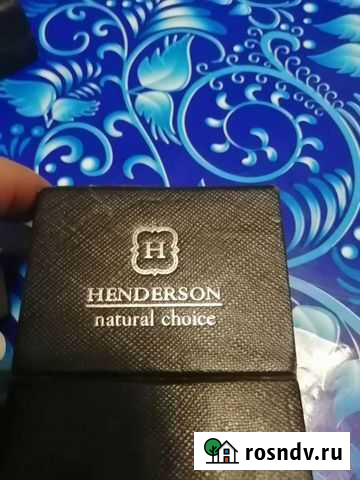 H
HENDERSON
natural choice
rosndv.ru